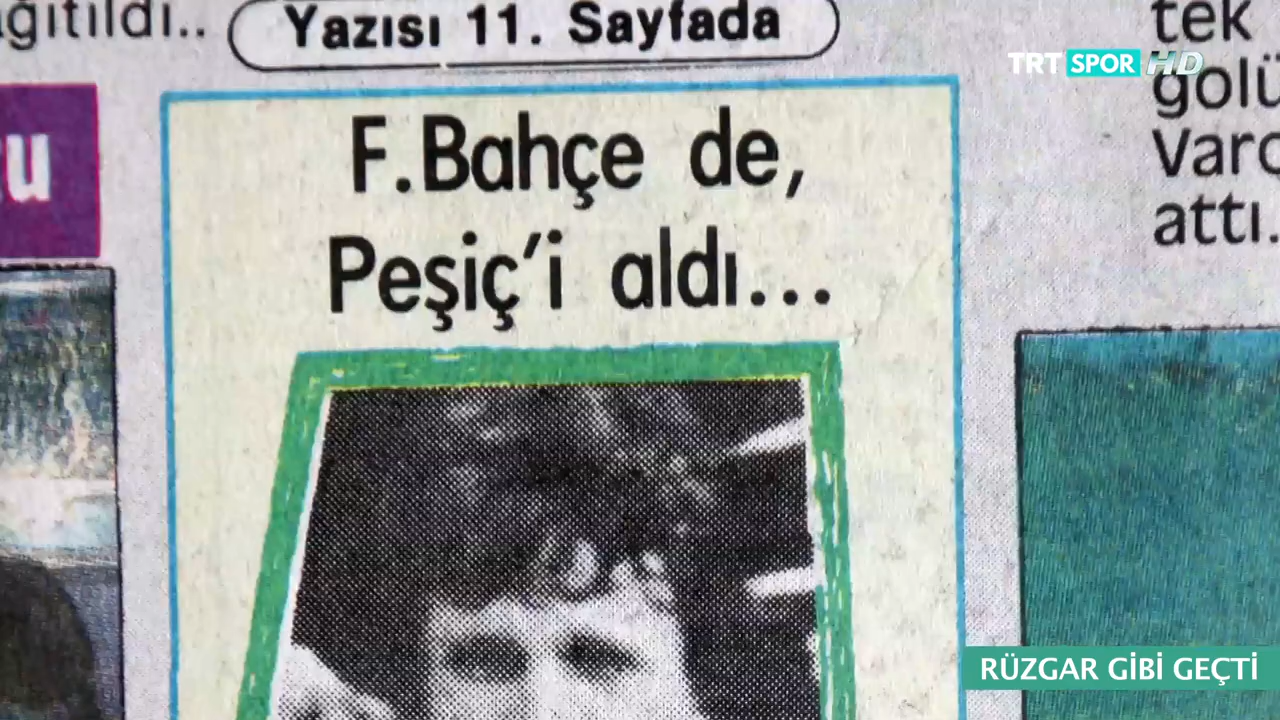 Yazısı 11. Sayfada
F.Bahçe de,
Peşiç’i aldı...
tek
attı.
TRT SPOR HD
RÜZGAR GİBİ GEÇTİ